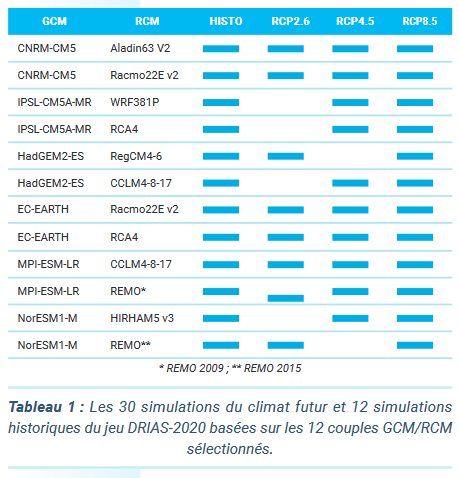 GCM RCM HISTO RCP2.6 RCP4.5 RCP8.5
CNRM-CM5 Aladin63 V2
CNRM-CM5 Racmo22E v2
IPSL-CM5A-MR WRF381P
IPSL-CM5A-MR RCA4
HadGEM2-ES RegCM4-6
HadGEM2-ES CCLM4-8-17
EC-EARTH Racmo22E v2
EC-EARTH RCA4
MPI-ESM-LR CCLM4-8-17
MPI-ESM-LR REMO*
NorESM1-M HIRHAM5 v3
NorESM1-M REMO**
* REMO 2009 ; ** REMO 2015
Tableau 1 : Les 30 simulations du climat futur et 12 simulations
historiques du jeu DRIAS-2020 basées sur les 12 couples GCM/RCM
sélectionnés.